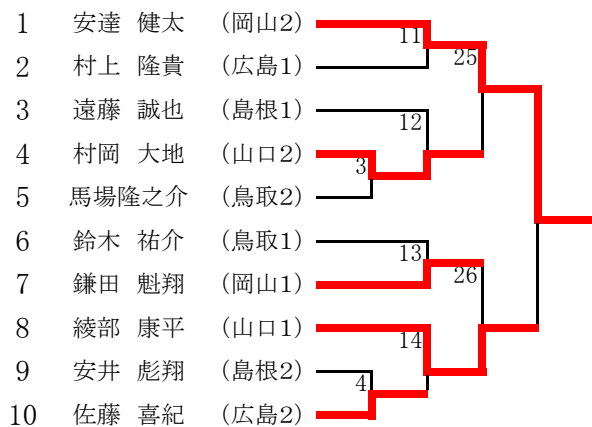 1 安達 健太 (岡山2)
11
25
2 村上 隆貴 (広島1)
3 遠藤 誠也 (島根1)
12
4 村岡 大地 (山口2)
3
5 馬場隆之介 (鳥取2)
6 鈴木 祐介 (鳥取1)
13
7 鎌田 魁翔 (岡山1)
26
8 綾部 康平 (山口1)
14
9 安井 彪翔 (島根2)
4
10 佐藤 喜紀 (広島2)